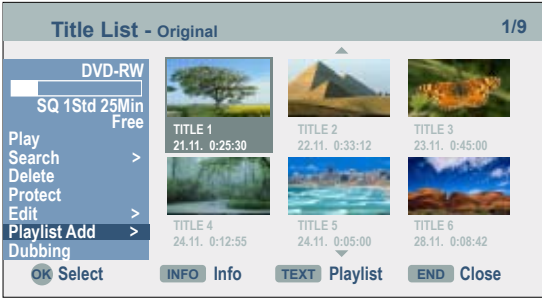 Title List - Original 1/9
DVD-RW
SQ 1Std 25Min
Free
Play
Search >
Delete
Protect
Edit >
Playlist Add >
Dubbing
TITLE 1
21.11. 0:25:30
TITLE 2
22.11. 0:33:12
TITLE 3
23.11. 0:45:00
TITLE 4
24.11. 0:12:55
TITLE 5
24.11. 0:05:00
TITLE 6
28.11. 0:08:42
OK Select INFO Info TEXT Playlist END Close